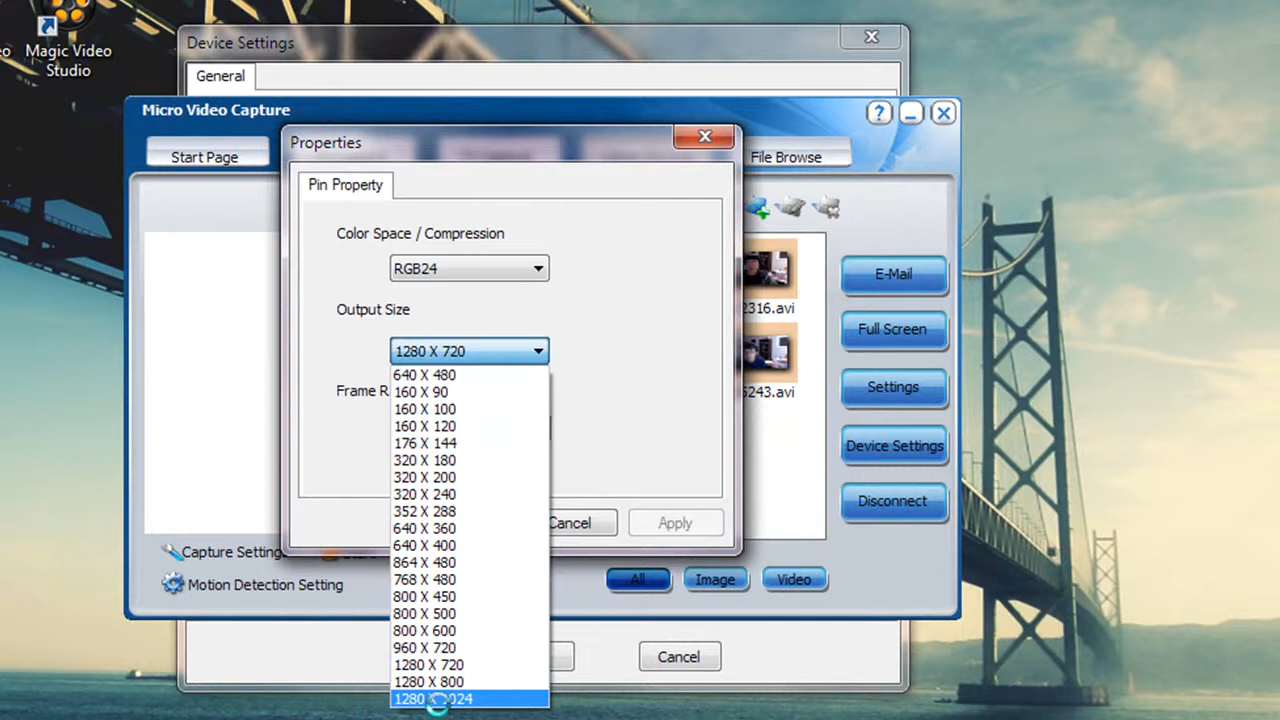 o
Magic Video
Studio
Device Settings
General
Micro Video Capture
?
Start Page
File Browse
Properties
Pin Property
Color Space / Compression
RGB24
Output Size
1280 X 720
640 X 480
160 X 90
160 X 100
160 X 120
176 X 144
320 X 180
320 X 200
320 X 240
352 X 288
640 X 360
640 X 400
864 X 480
768 X 480
800 X 450
800 X 500
800 X 600
960 X 720
1280 X 720
1280 X 800
1280 X 1024
Frame R
Cancel
Apply
2316.avi
5243.avi
E-Mail
Full Screen
Settings
Device Settings
Disconnect
Capture Setting
Motion Detection Setting
All
Image
Video
Cancel